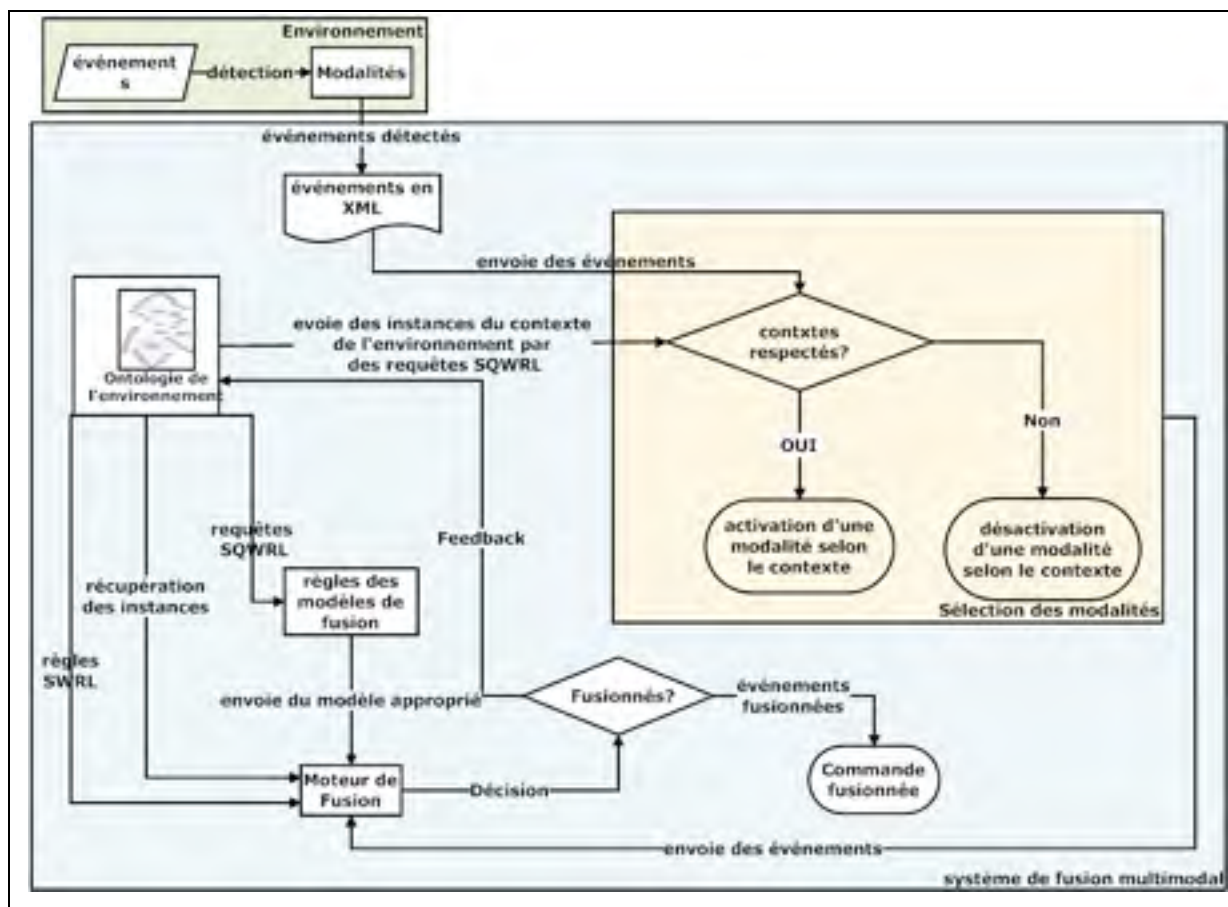 Environnement
événement
s
détection
Modalités
événements détectés
événements en
XML
envoie des événements
evoie des instances du contexte
de l'environnement par
des requêtes SQWRL
contxtes
respectés?
Ontologie de
l'environnement
OUI
Non
activation d'une
modalité selon
le contexte
désactivation
d'une modalité
selon le contexte
Sélection des modalités
requêtes
SQWRL
Feedback
récupération
des instances
règles des
modèles de
fusion
règles
SWRL
envoie du modèle approprié
Fusionnés?
événements
fusionnées
Moteur de
Fusion
Décision
Commande
fusionnée
envoie des événements
système de fusion multimodal